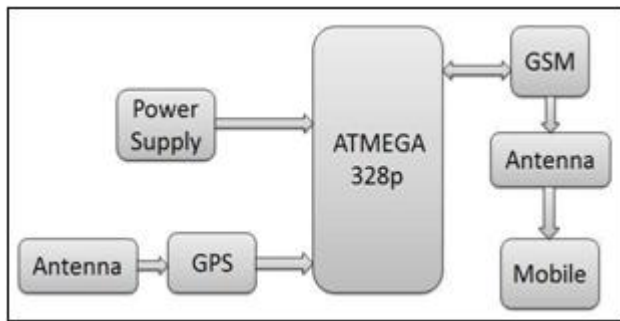 Power
Supply
ATMEGA
328p
GSM
Antenna
Mobile
Antenna
GPS